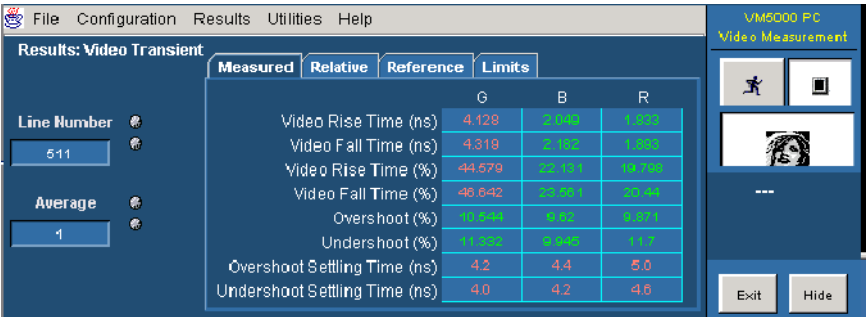 File Configuration Results Utilities Help
VM5000 PC
Video Measurement
Results: Video Transient
Measured Relative Reference Limits
G B R
Line Number
511
Average
1
Video Rise Time (ns) 4.128 2.049 1.833
Video Fall Time (ns) 4.319 2.182 1.893
Video Rise Time (%) 44.579 22.131 19.798
Video Fall Time (%) 46.642 23.561 20.44
Overshoot (%) 10.544 9.62 9.871
Undershoot (%) 11.332 9.945 11.7
Overshoot Settling Time (ns) 4.2 4.4 5.0
Undershoot Settling Time (ns) 4.0 4.2 4.6
---
Exit Hide